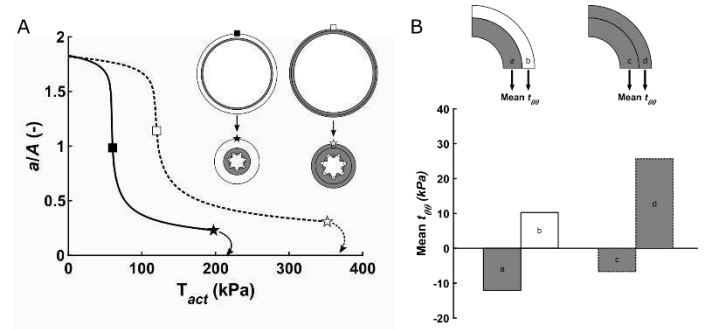 A
B
a/A (-)
2
1.5
1
0.5
0
0
100
200
300
400
T_act (kPa)
a
b
c
d
Mean t_θθ
Mean t_θθ
Mean t_θθ (kPa)
40
30
20
10
0
-10
-20
a
b
c
d